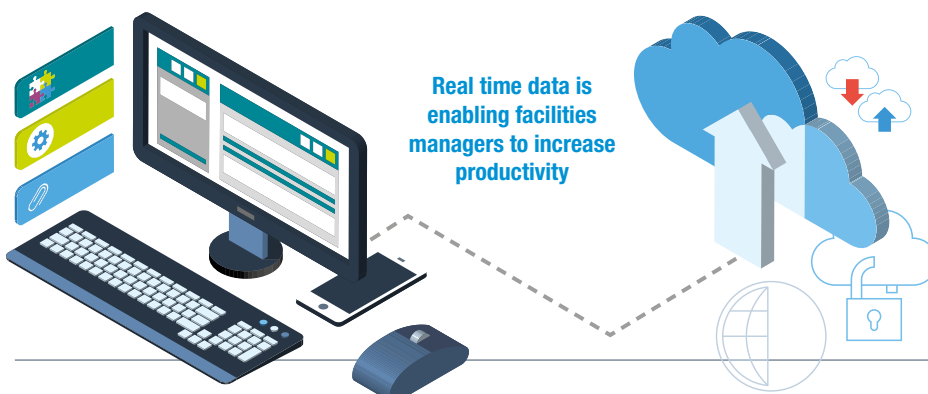 Real time data is
enabling facilities
managers to increase
productivity